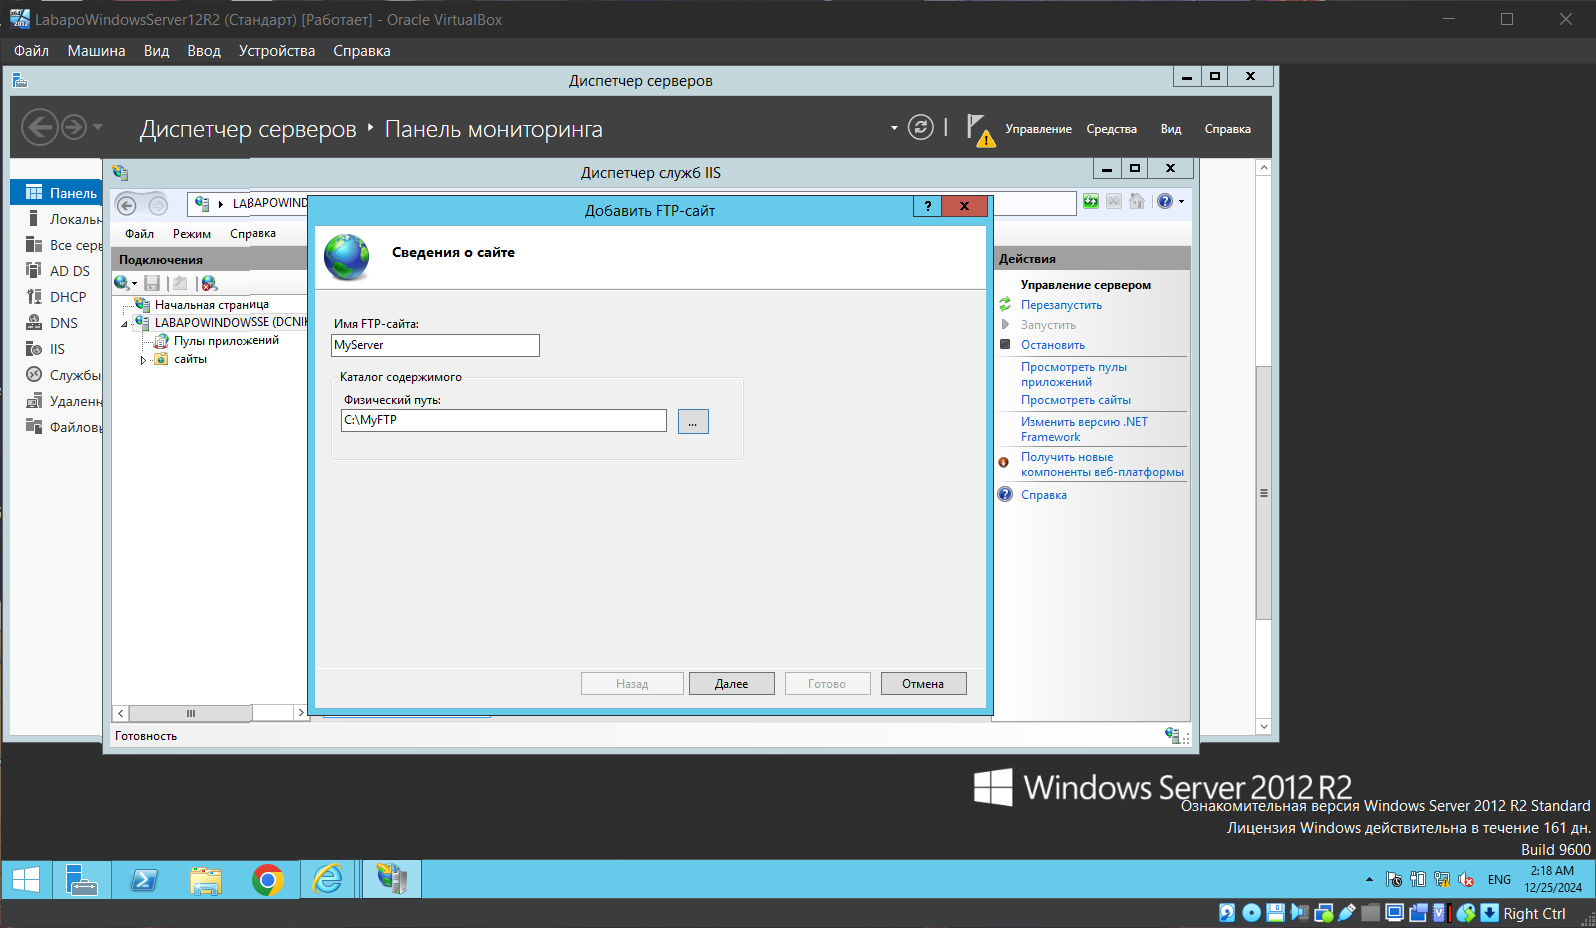 LabapoWindowsServer12R2 (Стандарт) [Работает] - Oracle VirtualBox
Файл Машина Вид Ввод Устройства Справка
Диспетчер серверов
Диспетчер серверов Панель мониторинга
Управление Средства Вид Справка
Панель
Локальн
Все сере
AD DS
DHCP
DNS
IIS
Службы
Удаленн
Файловы
Диспетчер служб IIS
LABAPOWIND
Файл Режим Справка
Подключения
Начальная страница
LABAPOWINDOWSSE (DCNIK
Пулы приложений
сайты
Готовность
Добавить FTP-сайт
Сведения о сайте
Имя FTP-сайта:
MyServer
Каталог содержимого
Физический путь:
C:\MyFTP
...
Назад Далее Готово Отмена
Действия
Управление сервером
Перезапустить
Запустить
Остановить
Просмотреть пулы
приложений
Просмотреть сайты
Изменить версию .NET
Framework
Получить новые
компоненты веб-платформы
Справка
Windows Server 2012 R2
Ознакомительная версия Windows Server 2012 R2 Standard
Лицензия Windows действительна в течение 161 дн.
Build 9600
ENG
2:18 AM
12/25/2024
Right Ctrl